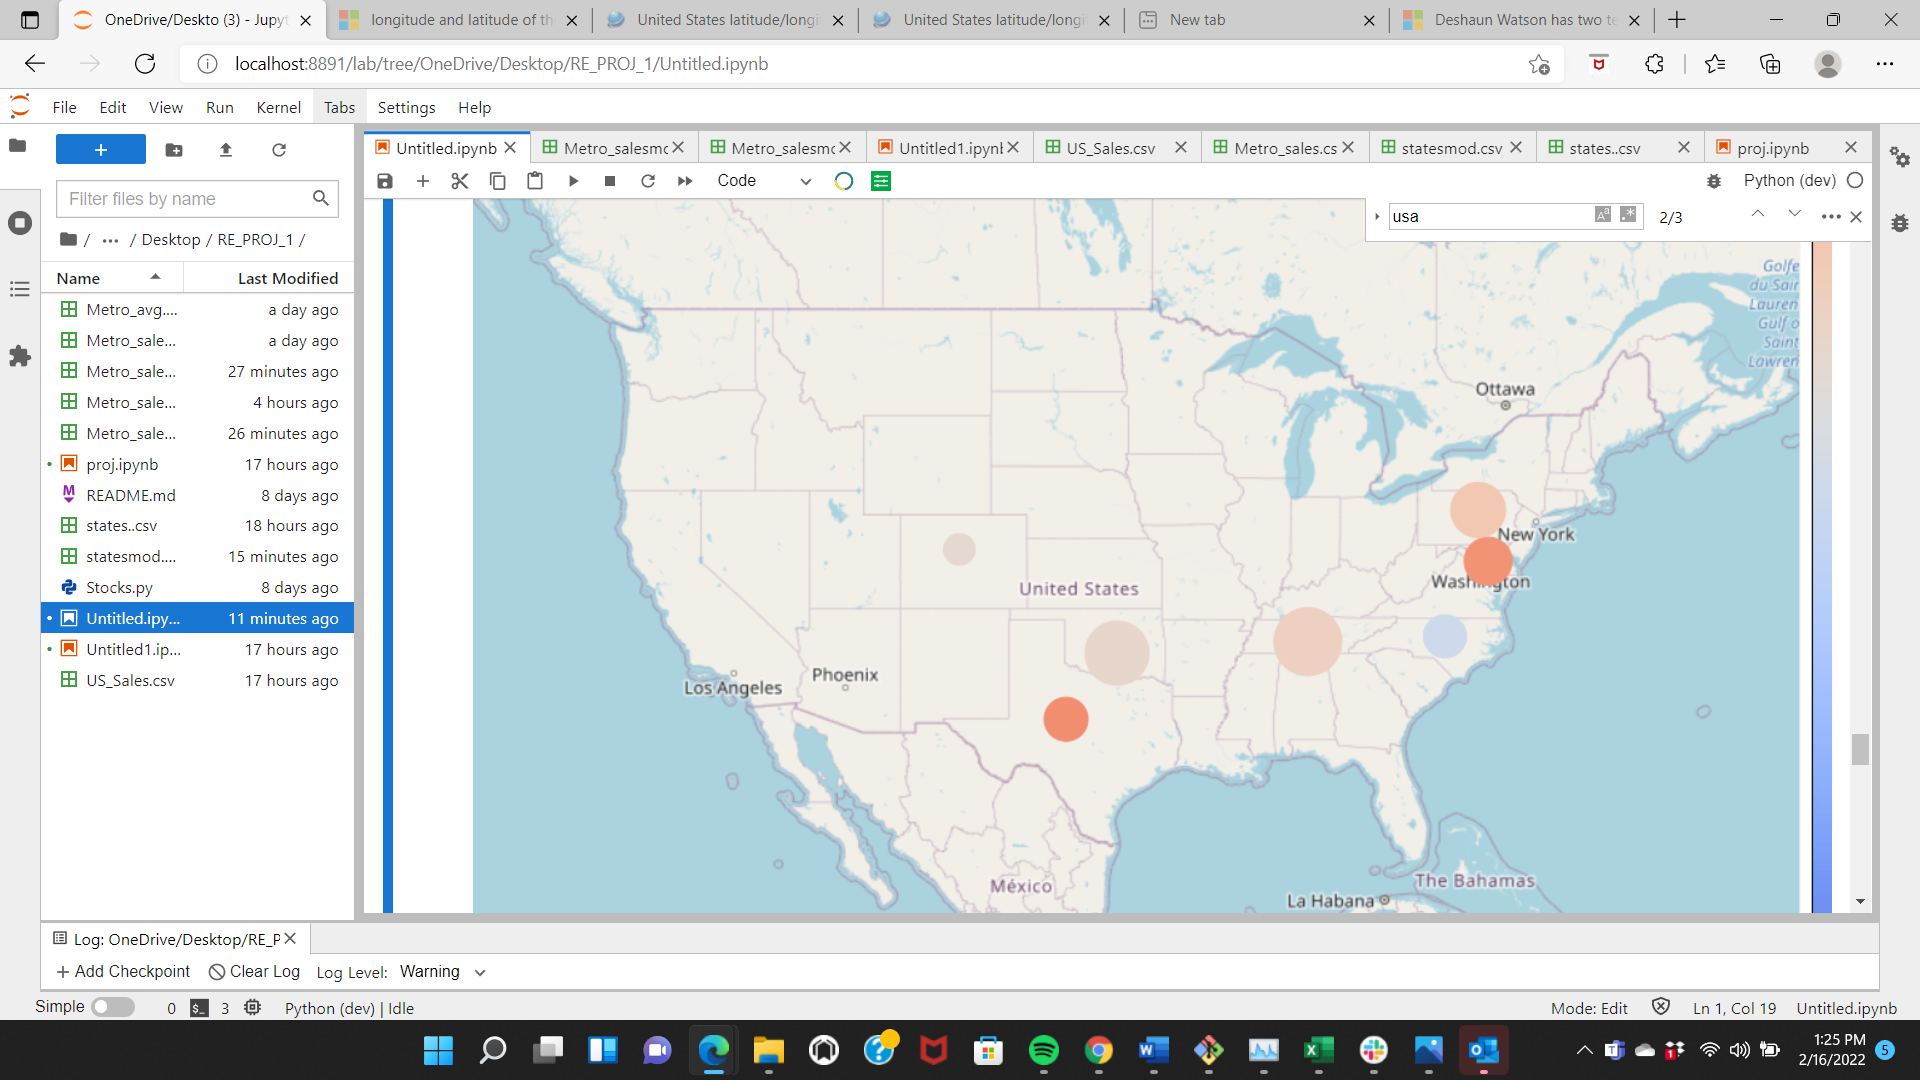 OneDrive/Deskto (3) - Jupyt
longitude and latitude of th
United States latitude/longi
United States latitude/longi
New tab
Deshaun Watson has two te
localhost:8891/lab/tree/OneDrive/Desktop/RE_PROJ_1/Untitled.ipynb
File Edit View Run Kernel Tabs Settings Help
Untitled.ipynb
Metro_salesmo
Metro_salesmo
Untitled1.ipynb
US_Sales.csv
Metro_sales.cs
statesmod.csv
states..csv
proj.ipynb
Code
Python (dev)
usa
2/3
Filter files by name
/ ... / Desktop / RE_PROJ_1 /
Name Last Modified
Metro_avg.... a day ago
Metro_sale... a day ago
Metro_sale... 27 minutes ago
Metro_sale... 4 hours ago
Metro_sale... 26 minutes ago
proj.ipynb 17 hours ago
README.md 8 days ago
states..csv 18 hours ago
statesmod.... 15 minutes ago
Stocks.py 8 days ago
Untitled.ipy... 11 minutes ago
Untitled1.ip... 17 hours ago
US_Sales.csv 17 hours ago
Golfe
du Sain
Lauren
Gulf o
Saint
Lawren
Ottawa
New York
Washington
United States
Phoenix
Los Angeles
México
The Bahamas
La Habana
Log: OneDrive/Desktop/RE_P
Add Checkpoint Clear Log Log Level: Warning
Simple 0 3 Python (dev) | Idle
Mode: Edit Ln 1, Col 19 Untitled.ipynb
1:25 PM
2/16/2022
5
1